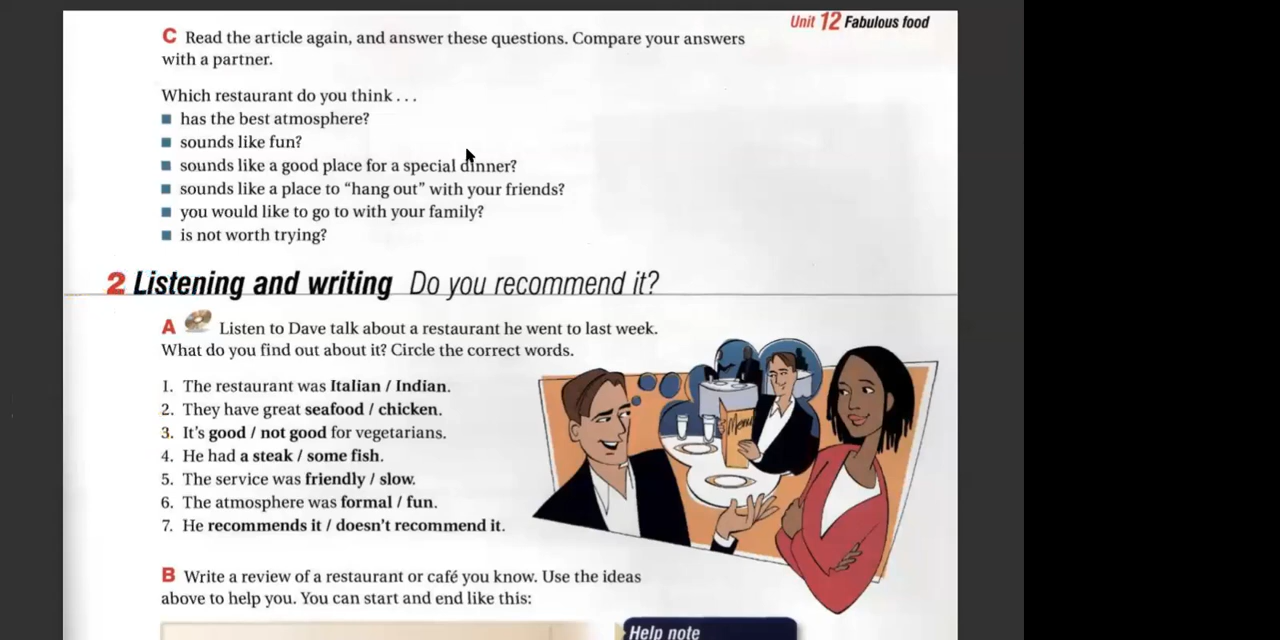 Unit 12 Fabulous food
C Read the article again, and answer these questions. Compare your answers
with a partner.
Which restaurant do you think . . .
■ has the best atmosphere?
■ sounds like fun?
■ sounds like a good place for a special dinner?
■ sounds like a place to “hang out” with your friends?
■ you would like to go to with your family?
■ is not worth trying?
2 Listening and writing Do you recommend it?
A Listen to Dave talk about a restaurant he went to last week.
What do you find out about it? Circle the correct words.
1. The restaurant was Italian / Indian.
2. They have great seafood / chicken.
3. It’s good / not good for vegetarians.
4. He had a steak / some fish.
5. The service was friendly / slow.
6. The atmosphere was formal / fun.
7. He recommends it / doesn’t recommend it.
Menu
B Write a review of a restaurant or café you know. Use the ideas
above to help you. You can start and end like this:
Help note